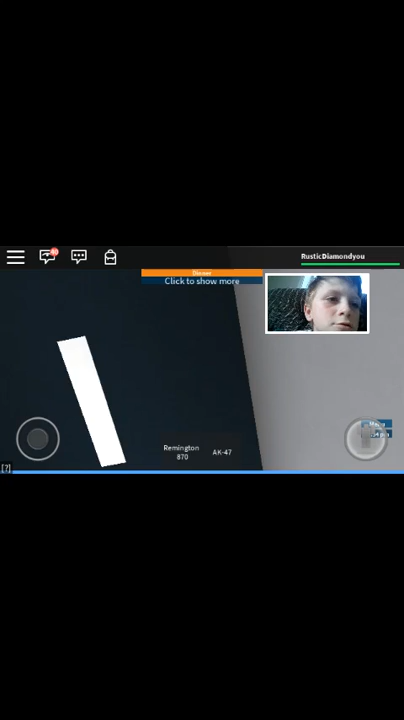 RusticDiamondyou
Dinner
Click to show more
Remington
870
AK-47
[?]